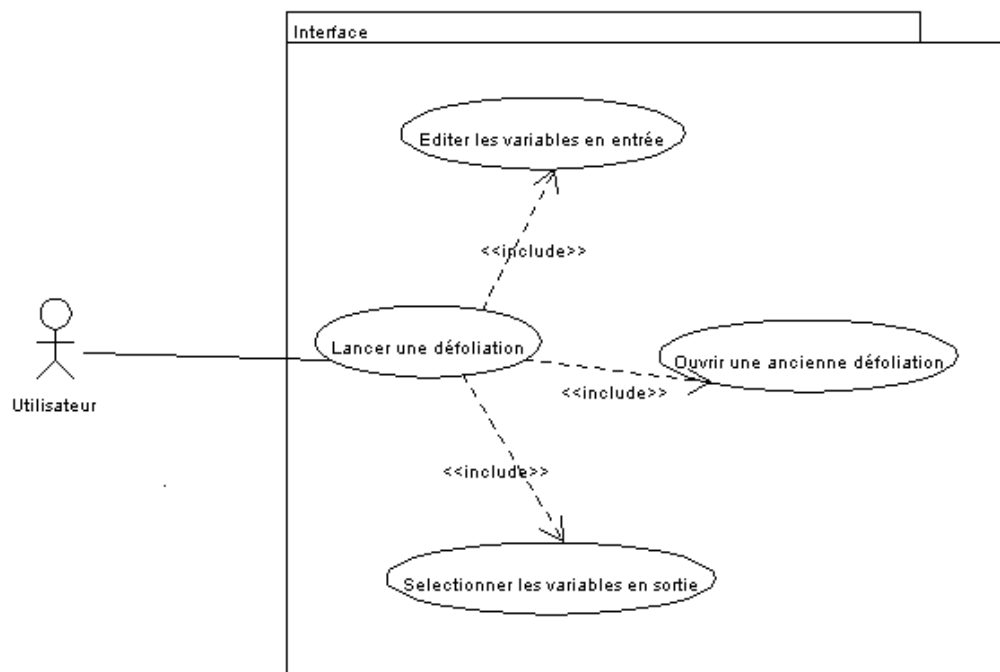 Interface
Editer les variables en entrée
<<include>>
Lancer une défoliation
Ouvrir une ancienne défoliation
<<include>>
Utilisateur
<<include>>
Selectionner les variables en sortie